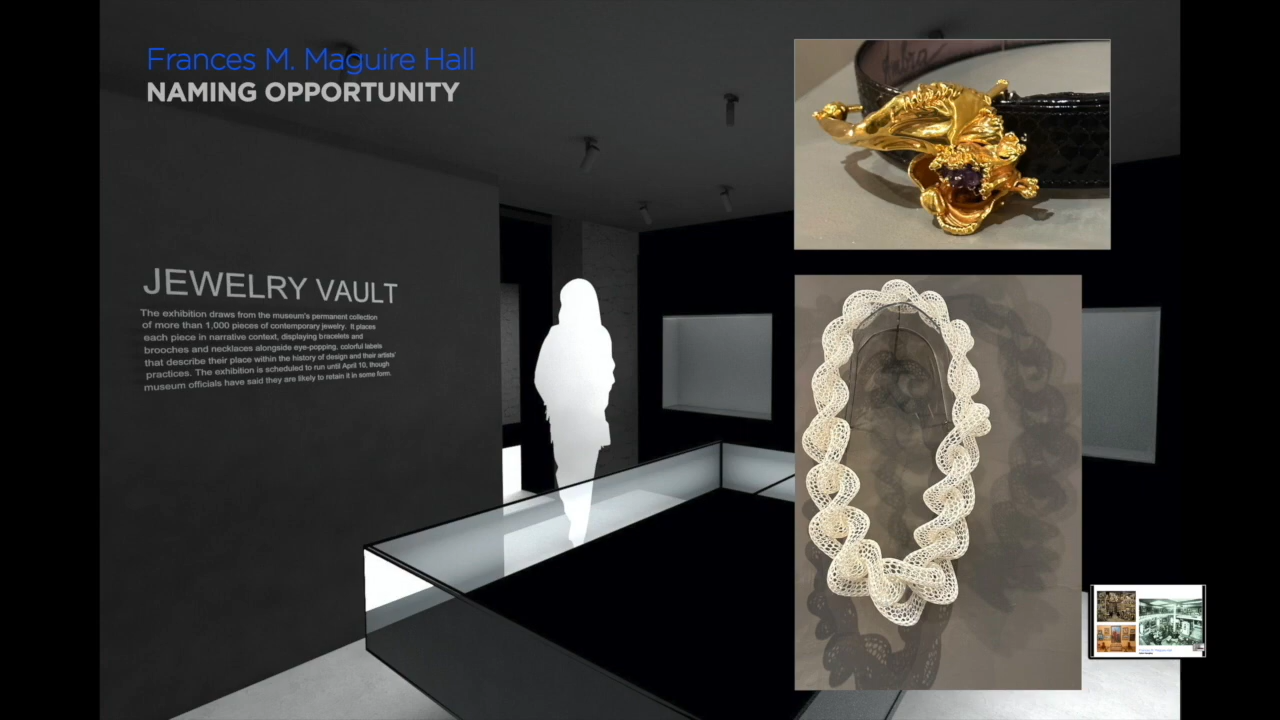 Frances M. Maguire Hall
NAMING OPPORTUNITY
JEWELRY VAULT
The exhibition draws from the museum's permanent collection
of more than 1,000 pieces of contemporary jewelry. It places
each piece in narrative context, displaying bracelets and
brooches and necklaces alongside eye-popping, colorful labels
that describe their place within the history of design and their artists'
practices. The exhibition is scheduled to run until April 10, though
museum officials have said they are likely to retain it in some form.